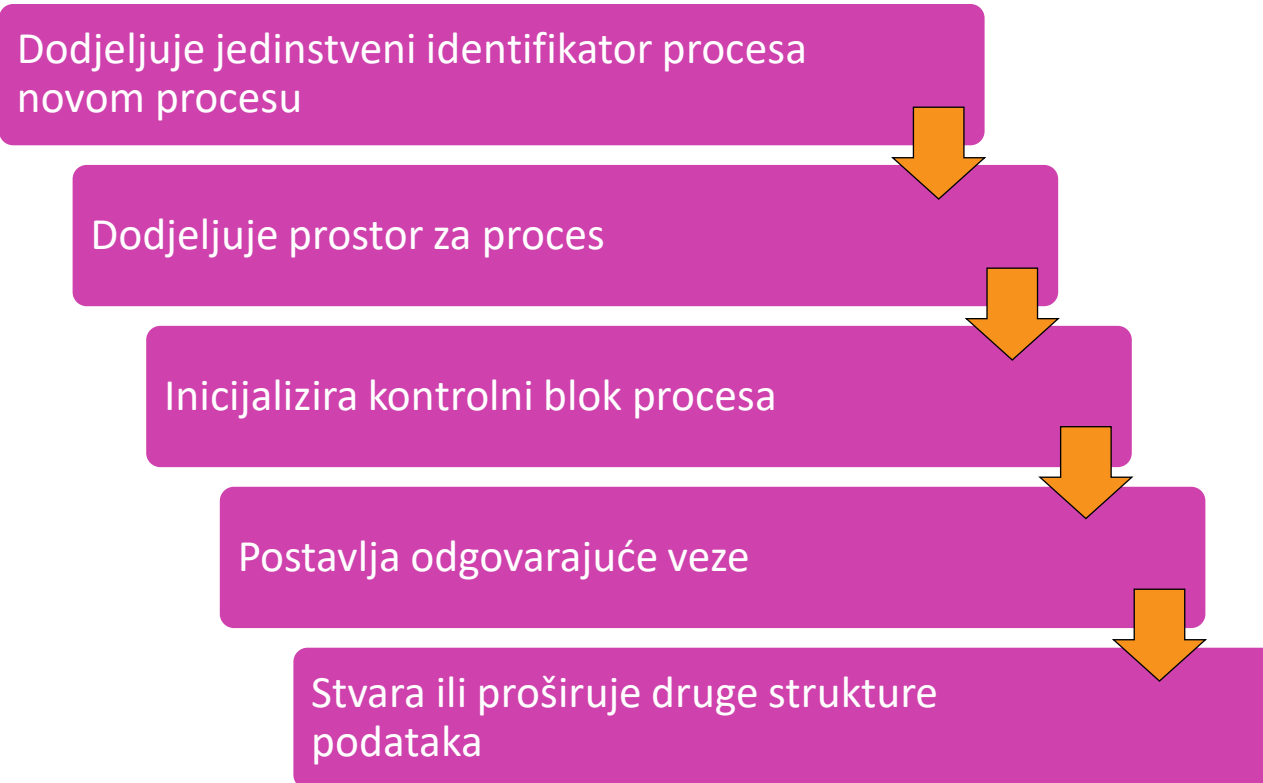 Dodjeljuje jedinstveni identifikator procesa
novom procesu
Dodjeljuje prostor za proces
Inicijalizira kontrolni blok procesa
Postavlja odgovarajuće veze
Stvara ili proširuje druge strukture
podataka